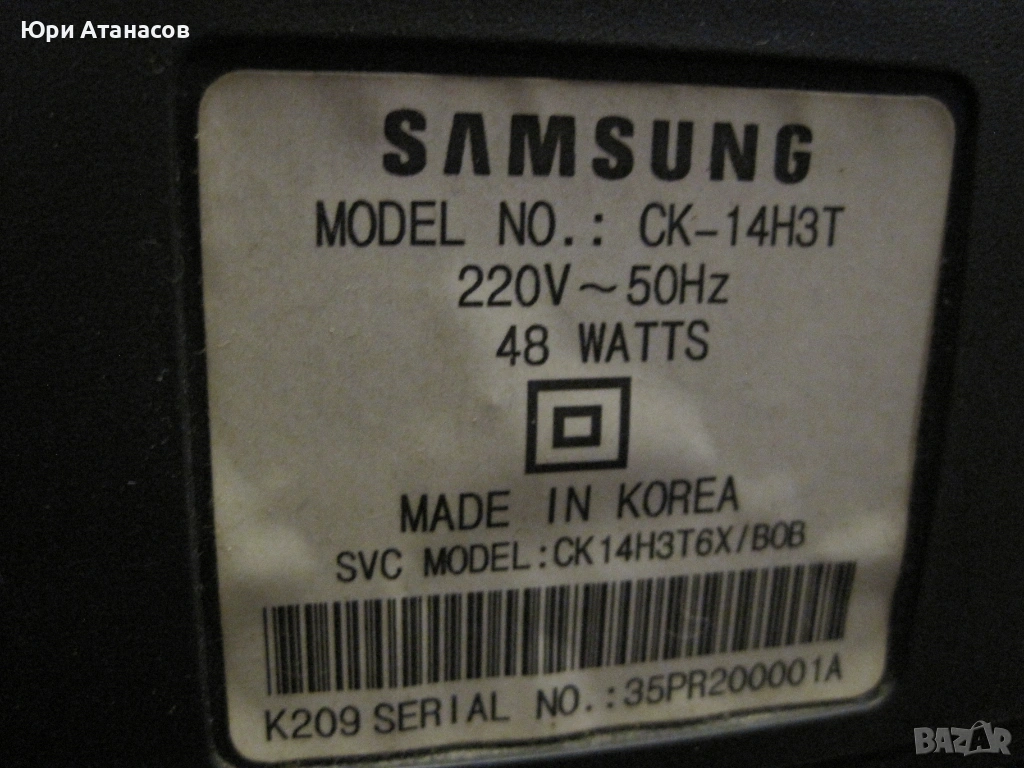 Юри Атанасов
SAMSUNG
MODEL NO.: CK-14H3T
220V~50Hz
48 WATTS
MADE IN KOREA
SVC MODEL:CK14H3T6X/BOB
K209 SERIAL NO.:35PR200001A
BAZAR